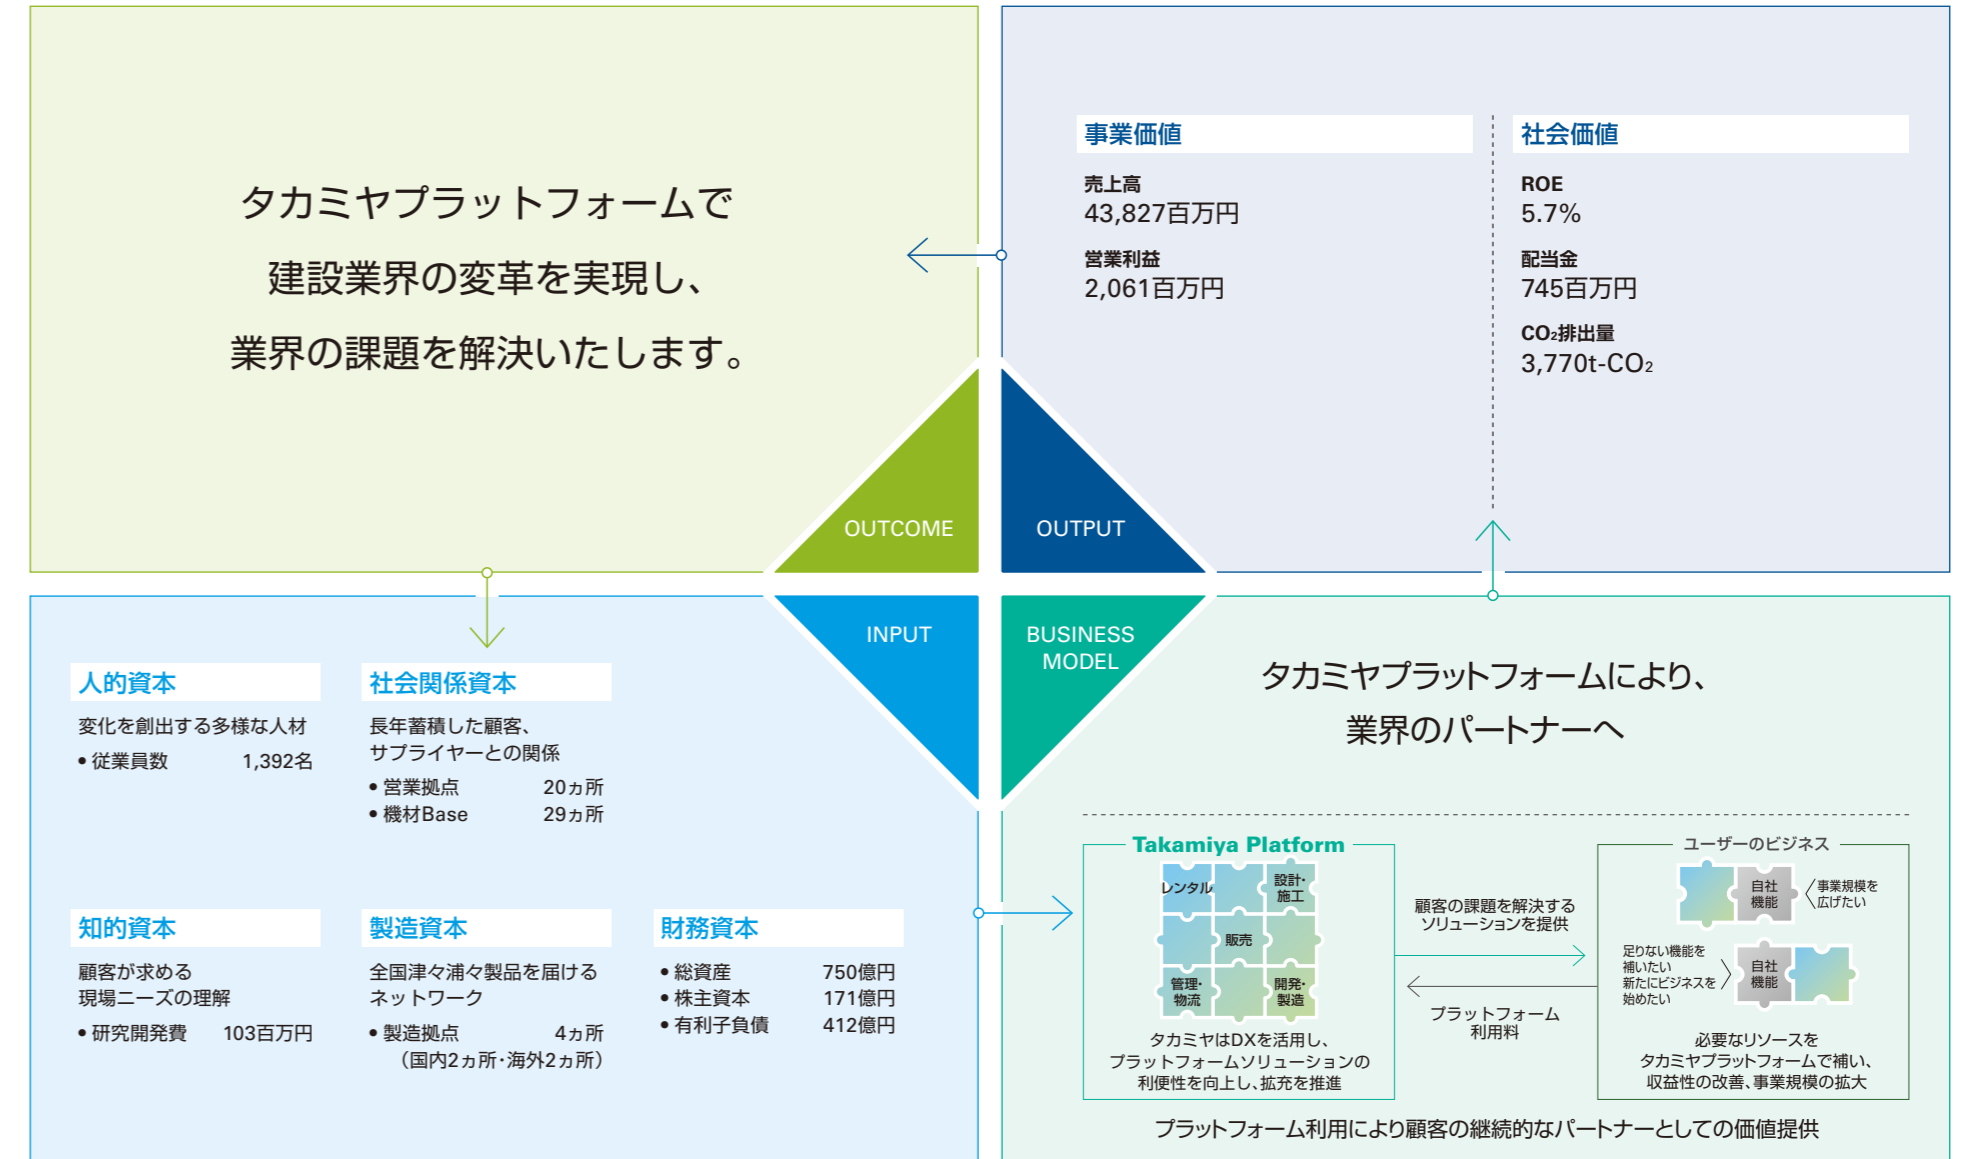 タカミヤプラットフォームで
建設業界の変革を実現し、
業界の課題を解決いたします。
OUTCOME
OUTPUT
事業価値
売上高
43,827百万円
営業利益
2,061百万円
社会価値
ROE
5.7%
配当金
745百万円
CO₂排出量
3,770t-CO₂
INPUT
人的資本
変化を創出する多様な人材
• 従業員数 1,392名
社会関係資本
長年蓄積した顧客、
サプライヤーとの関係
• 営業拠点 20ヵ所
• 機材Base 29ヵ所
知的資本
顧客が求める
現場ニーズの理解
• 研究開発費 103百万円
製造資本
全国津々浦々製品を届ける
ネットワーク
• 製造拠点 4ヵ所
（国内2ヵ所・海外2ヵ所）
財務資本
• 総資産 750億円
• 株主資本 171億円
• 有利子負債 412億円
BUSINESS
MODEL
タカミヤプラットフォームにより、
業界のパートナーへ
Takamiya Platform
レンタル
設計・
施工
販売
管理・
物流
開発・
製造
タカミヤはDXを活用し、
プラットフォームソリューションの
利便性を向上し、拡充を推進
顧客の課題を解決する
ソリューションを提供
プラットフォーム
利用料
ユーザーのビジネス
自社
機能
事業規模を
広げたい
足りない機能を
補いたい
新たにビジネスを
始めたい
自社
機能
必要なリソースを
タカミヤプラットフォームで補い、
収益性の改善、事業規模の拡大
プラットフォーム利用により顧客の継続的なパートナーとしての価値提供